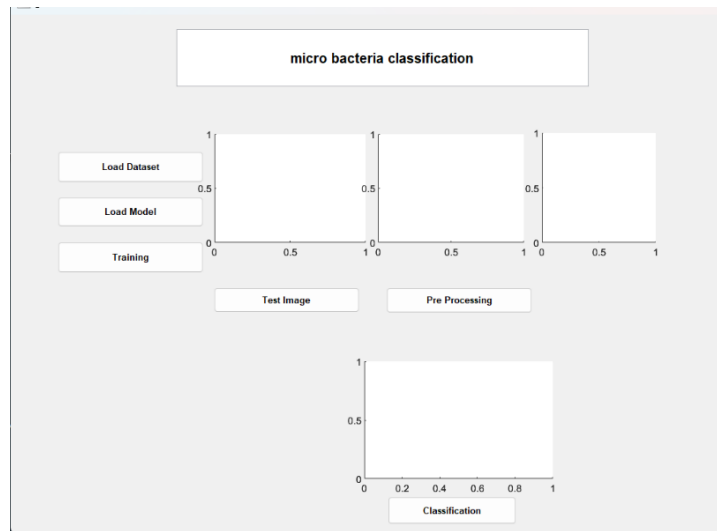 micro bacteria classification
Load Dataset
Load Model
Training
1
0.5
0
0 0.5 1
1
0.5
0
0 0.5 1
1
0.5
0
0 0.5 1
Test Image
Pre Processing
1
0.5
0
0 0.2 0.4 0.6 0.8 1
Classification